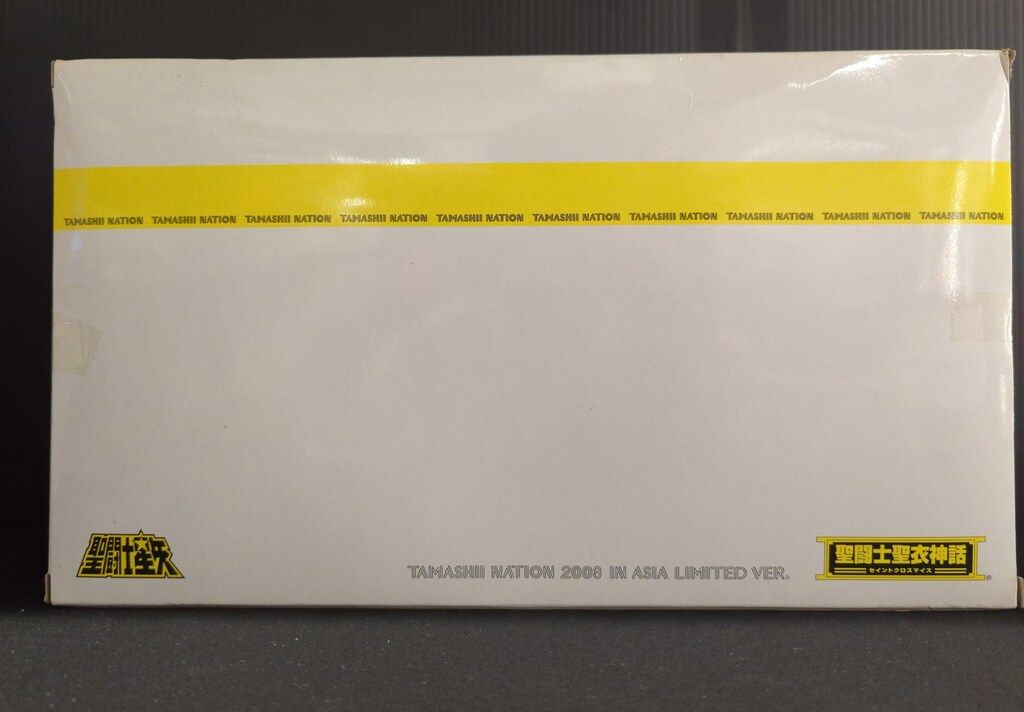 TAMASHII NATION TAMASHII NATION TAMASHII NATION TAMASHII NATION TAMASHII NATION TAMASHII NATION TAMASHII NATION TAMASHII NATION TAMASHII NATION TAMASHII NATION
聖闘士星矢
TAMASHII NATION 2008 IN ASIA LIMITED VER.
聖闘士聖衣神話
セイントクロスマイス
®